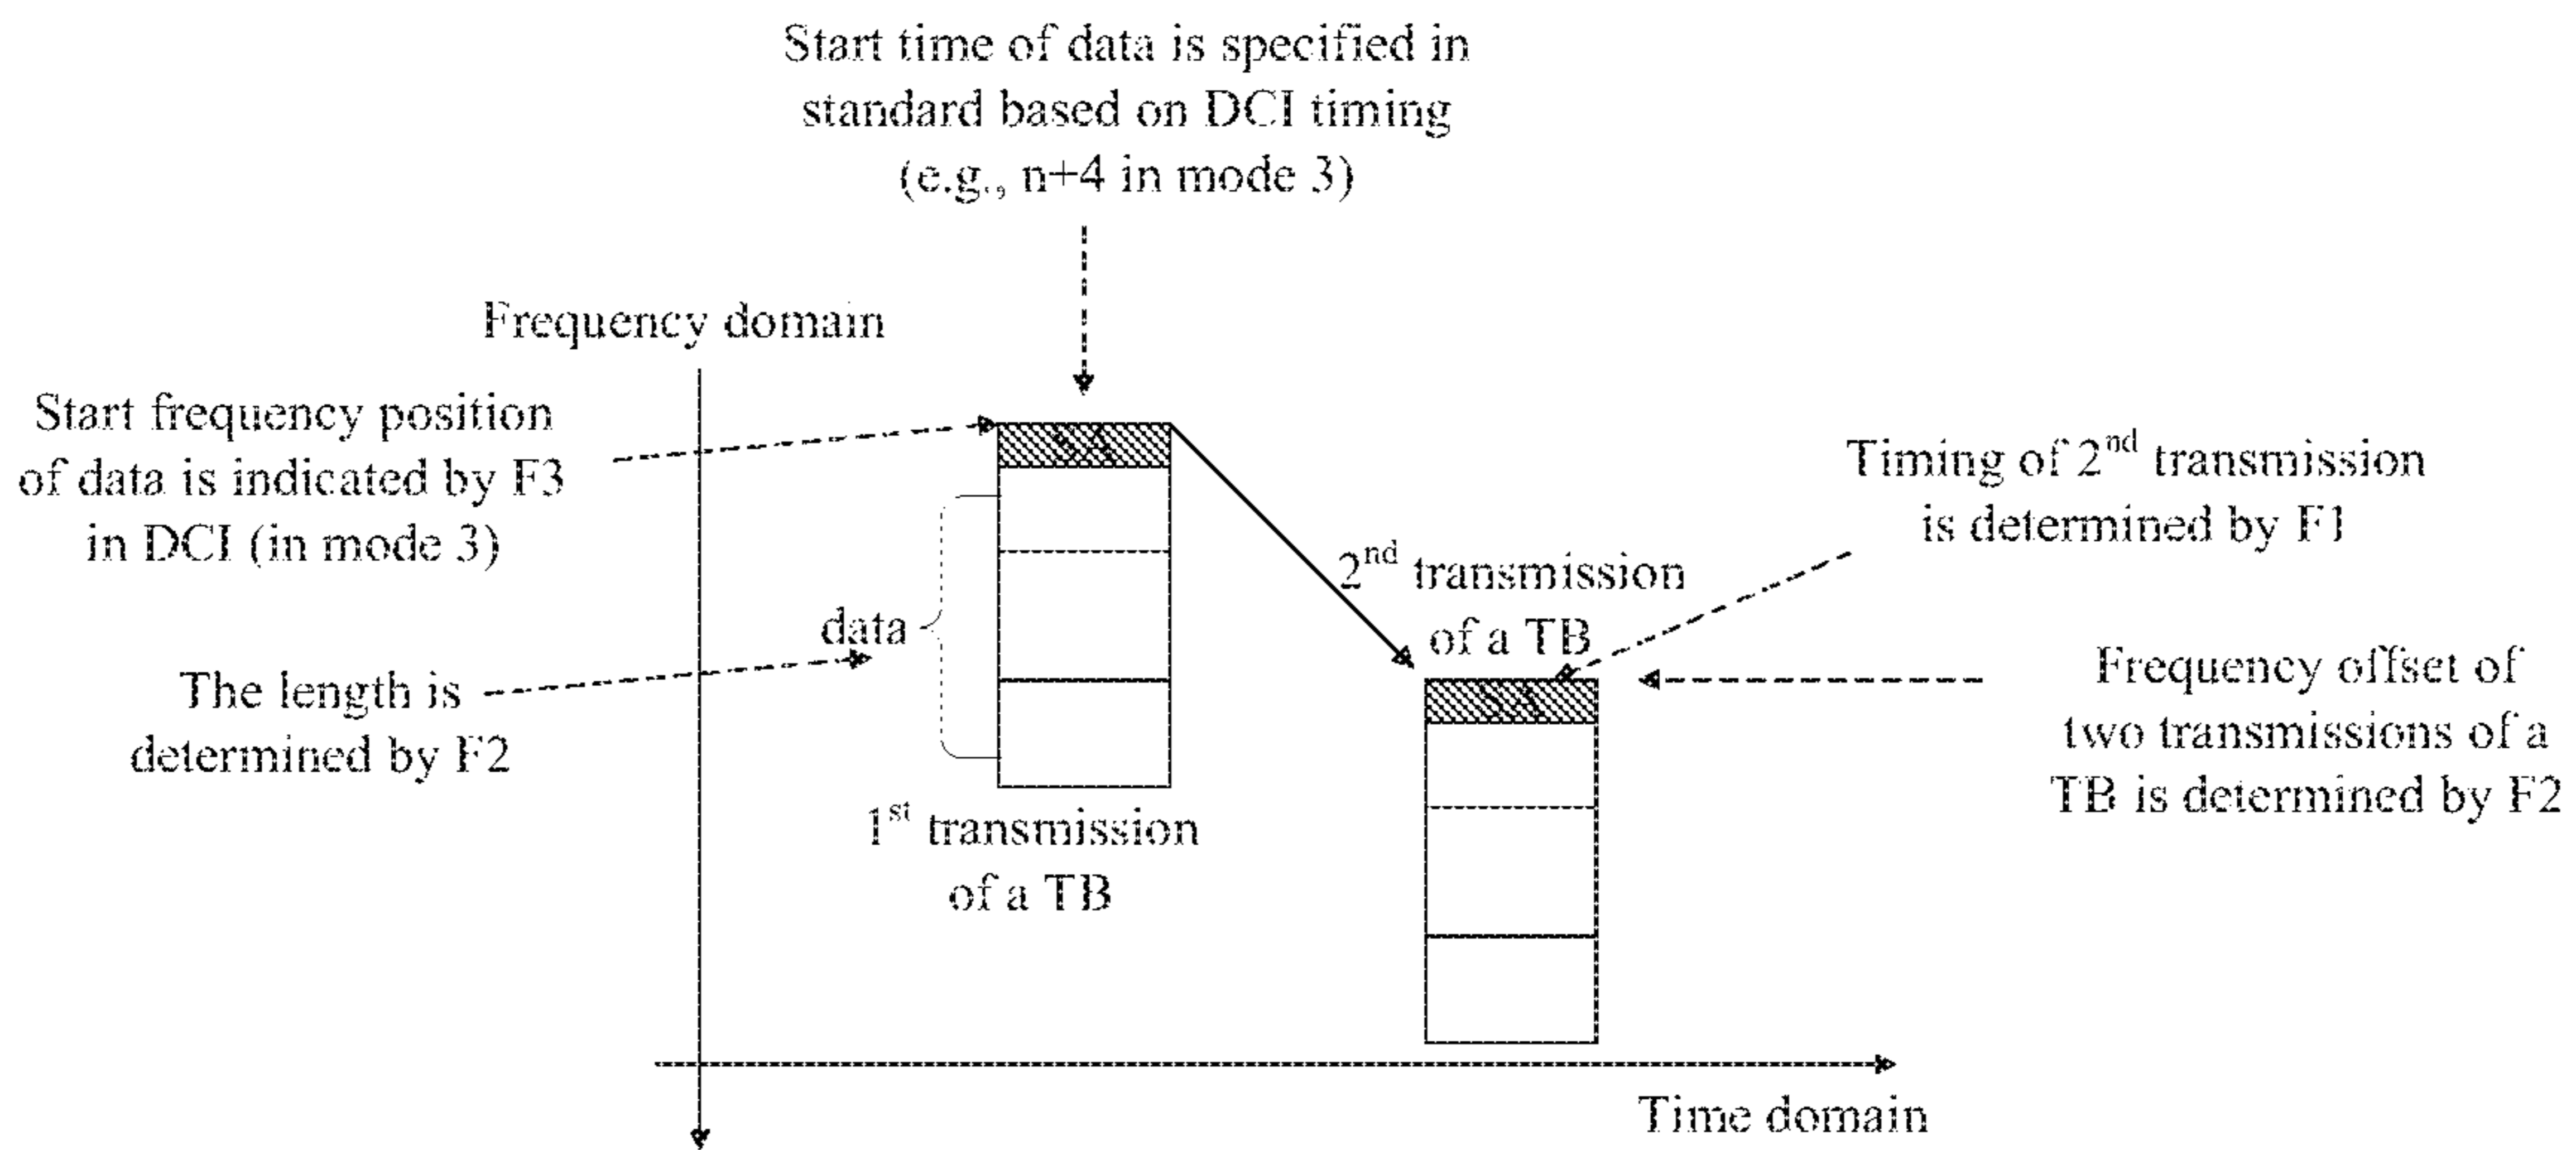 Start time of data is specified in
standard based on DCI timing
(e.g., n+4 in mode 3)
Frequency domain
Start frequency position
of data is indicated by F3
in DCI (in mode 3)
SA
data
The length is
determined by F2
1st transmission
of a TB
2nd transmission
of a TB
SA
Timing of 2nd transmission
is determined by F1
Frequency offset of
two transmissions of a
TB is determined by F2
Time domain